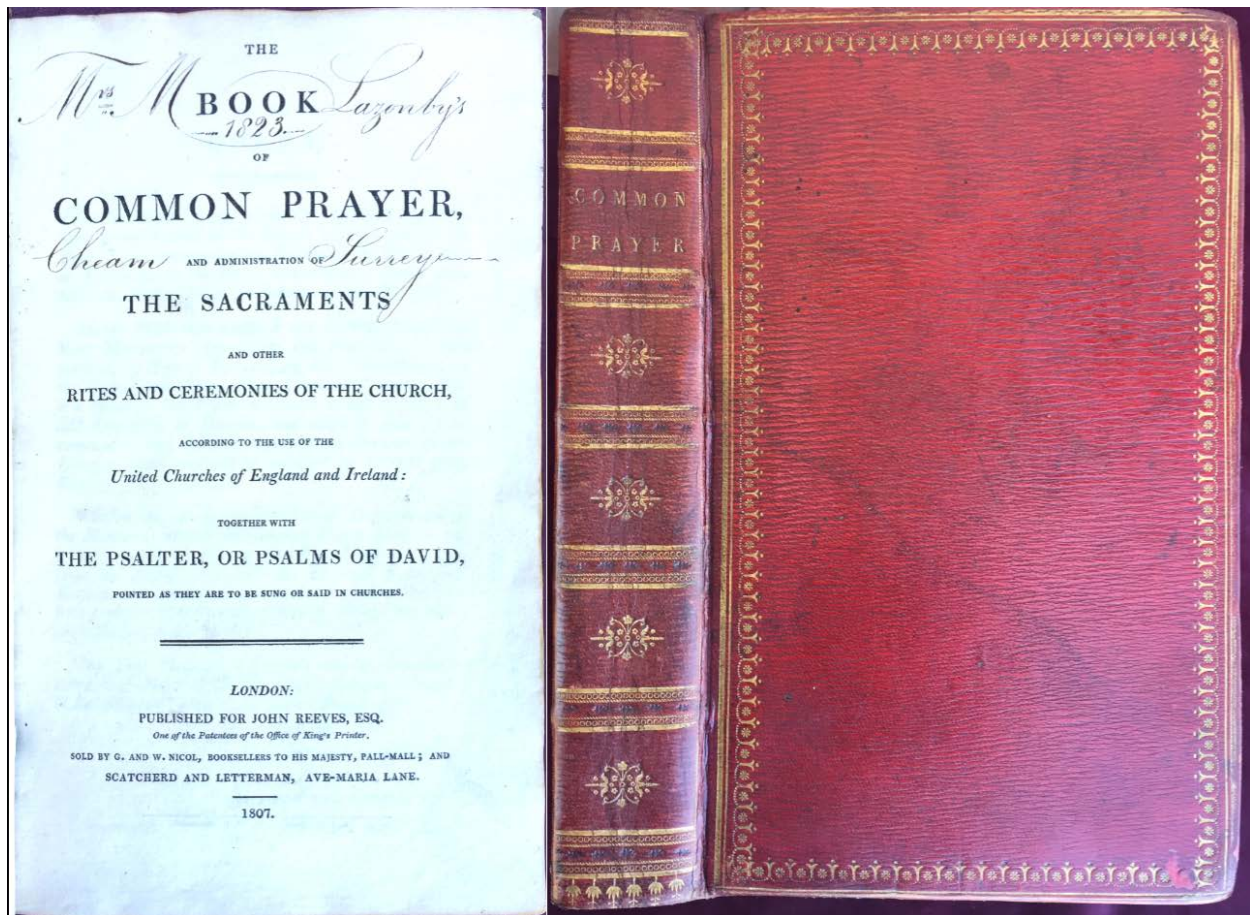 THE
Mrs M BOOK Lazonby's
1823.
OF
COMMON PRAYER,
Cheam AND ADMINISTRATION OF Surrey
THE SACRAMENTS
AND OTHER
RITES AND CEREMONIES OF THE CHURCH,
ACCORDING TO THE USE OF THE
United Churches of England and Ireland:
TOGETHER WITH
THE PSALTER, OR PSALMS OF DAVID,
POINTED AS THEY ARE TO BE SUNG OR SAID IN CHURCHES.
LONDON:
PUBLISHED FOR JOHN REEVES, ESQ.
One of the Patentees of the Office of King's Printer.
SOLD BY G. AND W. NICOL, BOOKSELLERS TO HIS MAJESTY, PALL-MALL; AND
SCATCHERD AND LETTERMAN, AVE-MARIA LANE.
1807.
COMMON
PRAYER